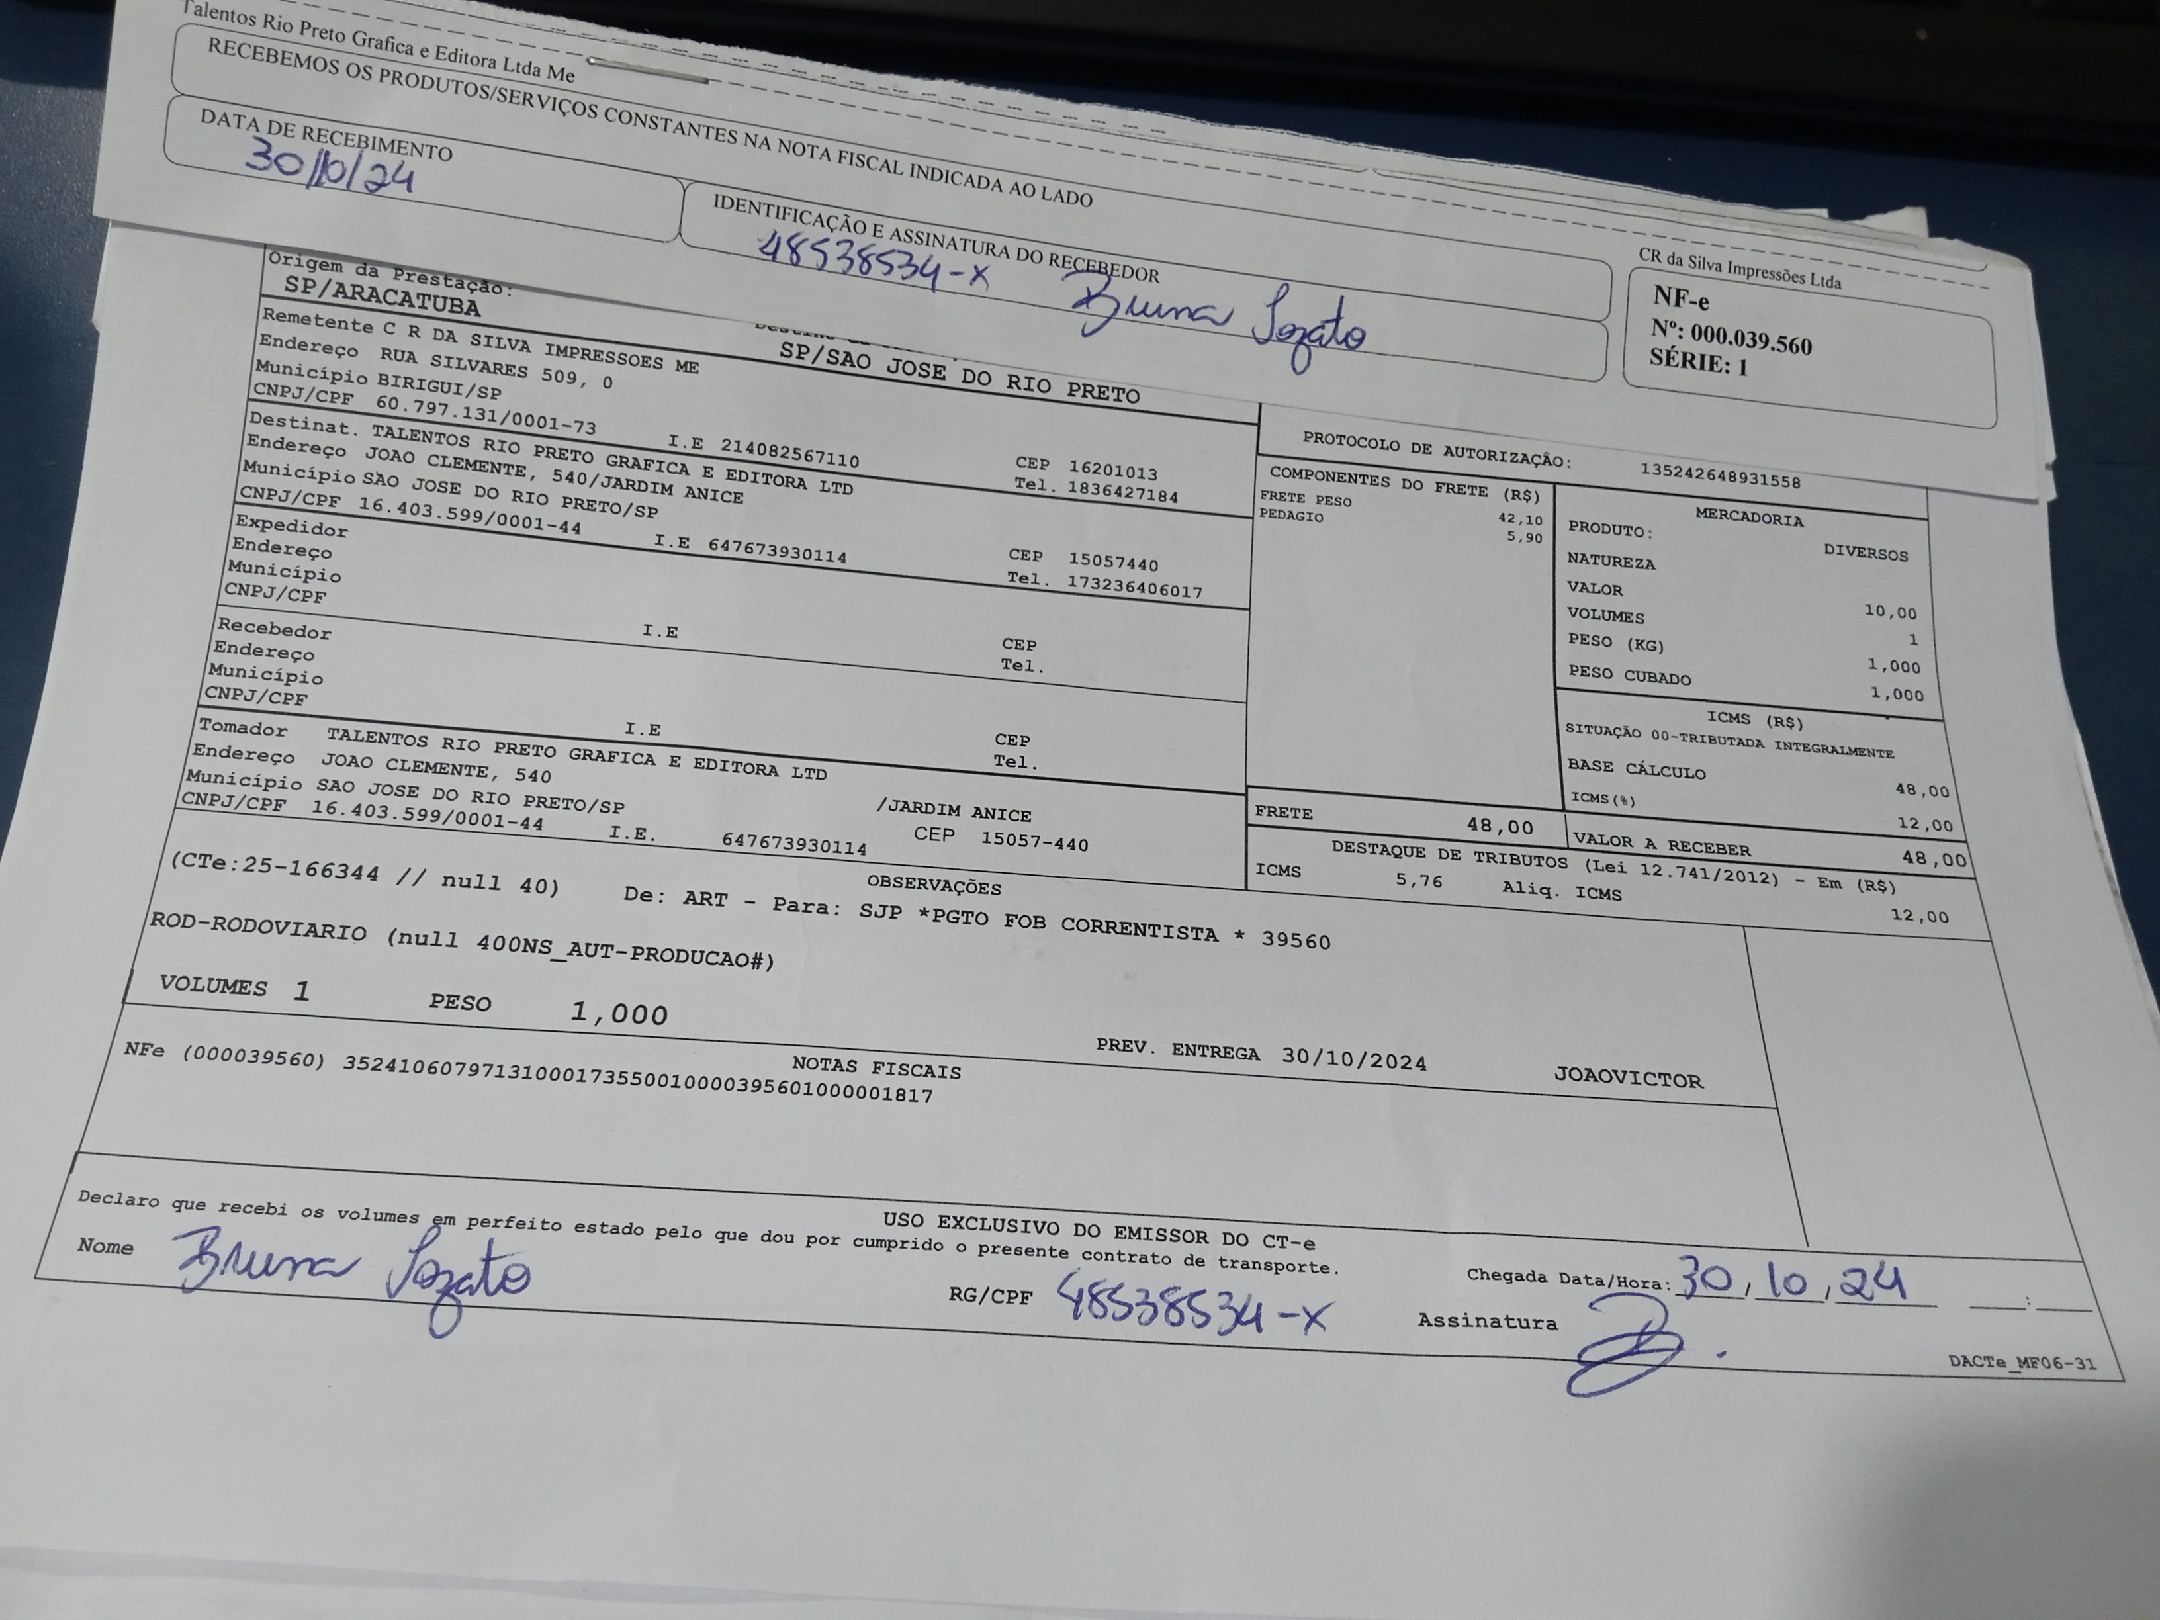 Talentos Rio Preto Grafica e Editora Ltda Me
RECEBEMOS OS PRODUTOS/SERVIÇOS CONSTANTES NA NOTA FISCAL INDICADA AO LADO
DATA DE RECEBIMENTO
30/10/24
IDENTIFICAÇÃO E ASSINATURA DO RECEBEDOR
48538534-X Bruna Lozato
CR da Silva Impressões Ltda
NF-e
Nº: 000.039.560
SÉRIE: 1
Origem da Prestação:
SP/ARACATUBA
SP/SAO JOSE DO RIO PRETO
Remetente C R DA SILVA IMPRESSOES ME
Endereço RUA SILVARES 509, 0
Município BIRIGUI/SP
CEP 16201013
CNPJ/CPF 60.797.131/0001-73 I.E 214082567110
Tel. 1836427184
Destinat. TALENTOS RIO PRETO GRAFICA E EDITORA LTD
Endereço JOAO CLEMENTE, 540/JARDIM ANICE
Município SAO JOSE DO RIO PRETO/SP
CEP 15057440
CNPJ/CPF 16.403.599/0001-44 I.E 647673930114
Tel. 173236406017
Expedidor
Endereço
Município
CEP
CNPJ/CPF I.E
Tel.
Recebedor
Endereço
Município
CEP
CNPJ/CPF I.E
Tel.
Tomador TALENTOS RIO PRETO GRAFICA E EDITORA LTD
Endereço JOAO CLEMENTE, 540 /JARDIM ANICE
Município SAO JOSE DO RIO PRETO/SP CEP 15057-440
CNPJ/CPF 16.403.599/0001-44 I.E. 647673930114
PROTOCOLO DE AUTORIZAÇÃO: 135242648931558
COMPONENTES DO FRETE (R$)
FRETE PESO 42,10
PEDAGIO 5,90
MERCADORIA
PRODUTO: DIVERSOS
NATUREZA
VALOR 10,00
VOLUMES 1
PESO (KG) 1,000
PESO CUBADO 1,000
ICMS (R$)
SITUAÇÃO 00-TRIBUTADA INTEGRALMENTE
BASE CÁLCULO 48,00
ICMS(%) 12,00
FRETE 48,00
VALOR A RECEBER 48,00
DESTAQUE DE TRIBUTOS (Lei 12.741/2012) - Em (R$)
ICMS 5,76 Aliq. ICMS 12,00
OBSERVAÇÕES
(CTe:25-166344 // null 40) De: ART - Para: SJP *PGTO FOB CORRENTISTA * 39560
ROD-RODOVIARIO (null 400NS_AUT-PRODUCAO#)
VOLUMES 1 PESO 1,000
PREV. ENTREGA 30/10/2024 JOAOVICTOR
NOTAS FISCAIS
NFe (000039560) 35241060797131000173550010000395601000001817
USO EXCLUSIVO DO EMISSOR DO CT-e
Declaro que recebi os volumes em perfeito estado pelo que dou por cumprido o presente contrato de transporte.
Nome Bruna Lozato
RG/CPF 48538534-X
Chegada Data/Hora: 30, 10, 24 :
Assinatura
DACTe_MF06-31